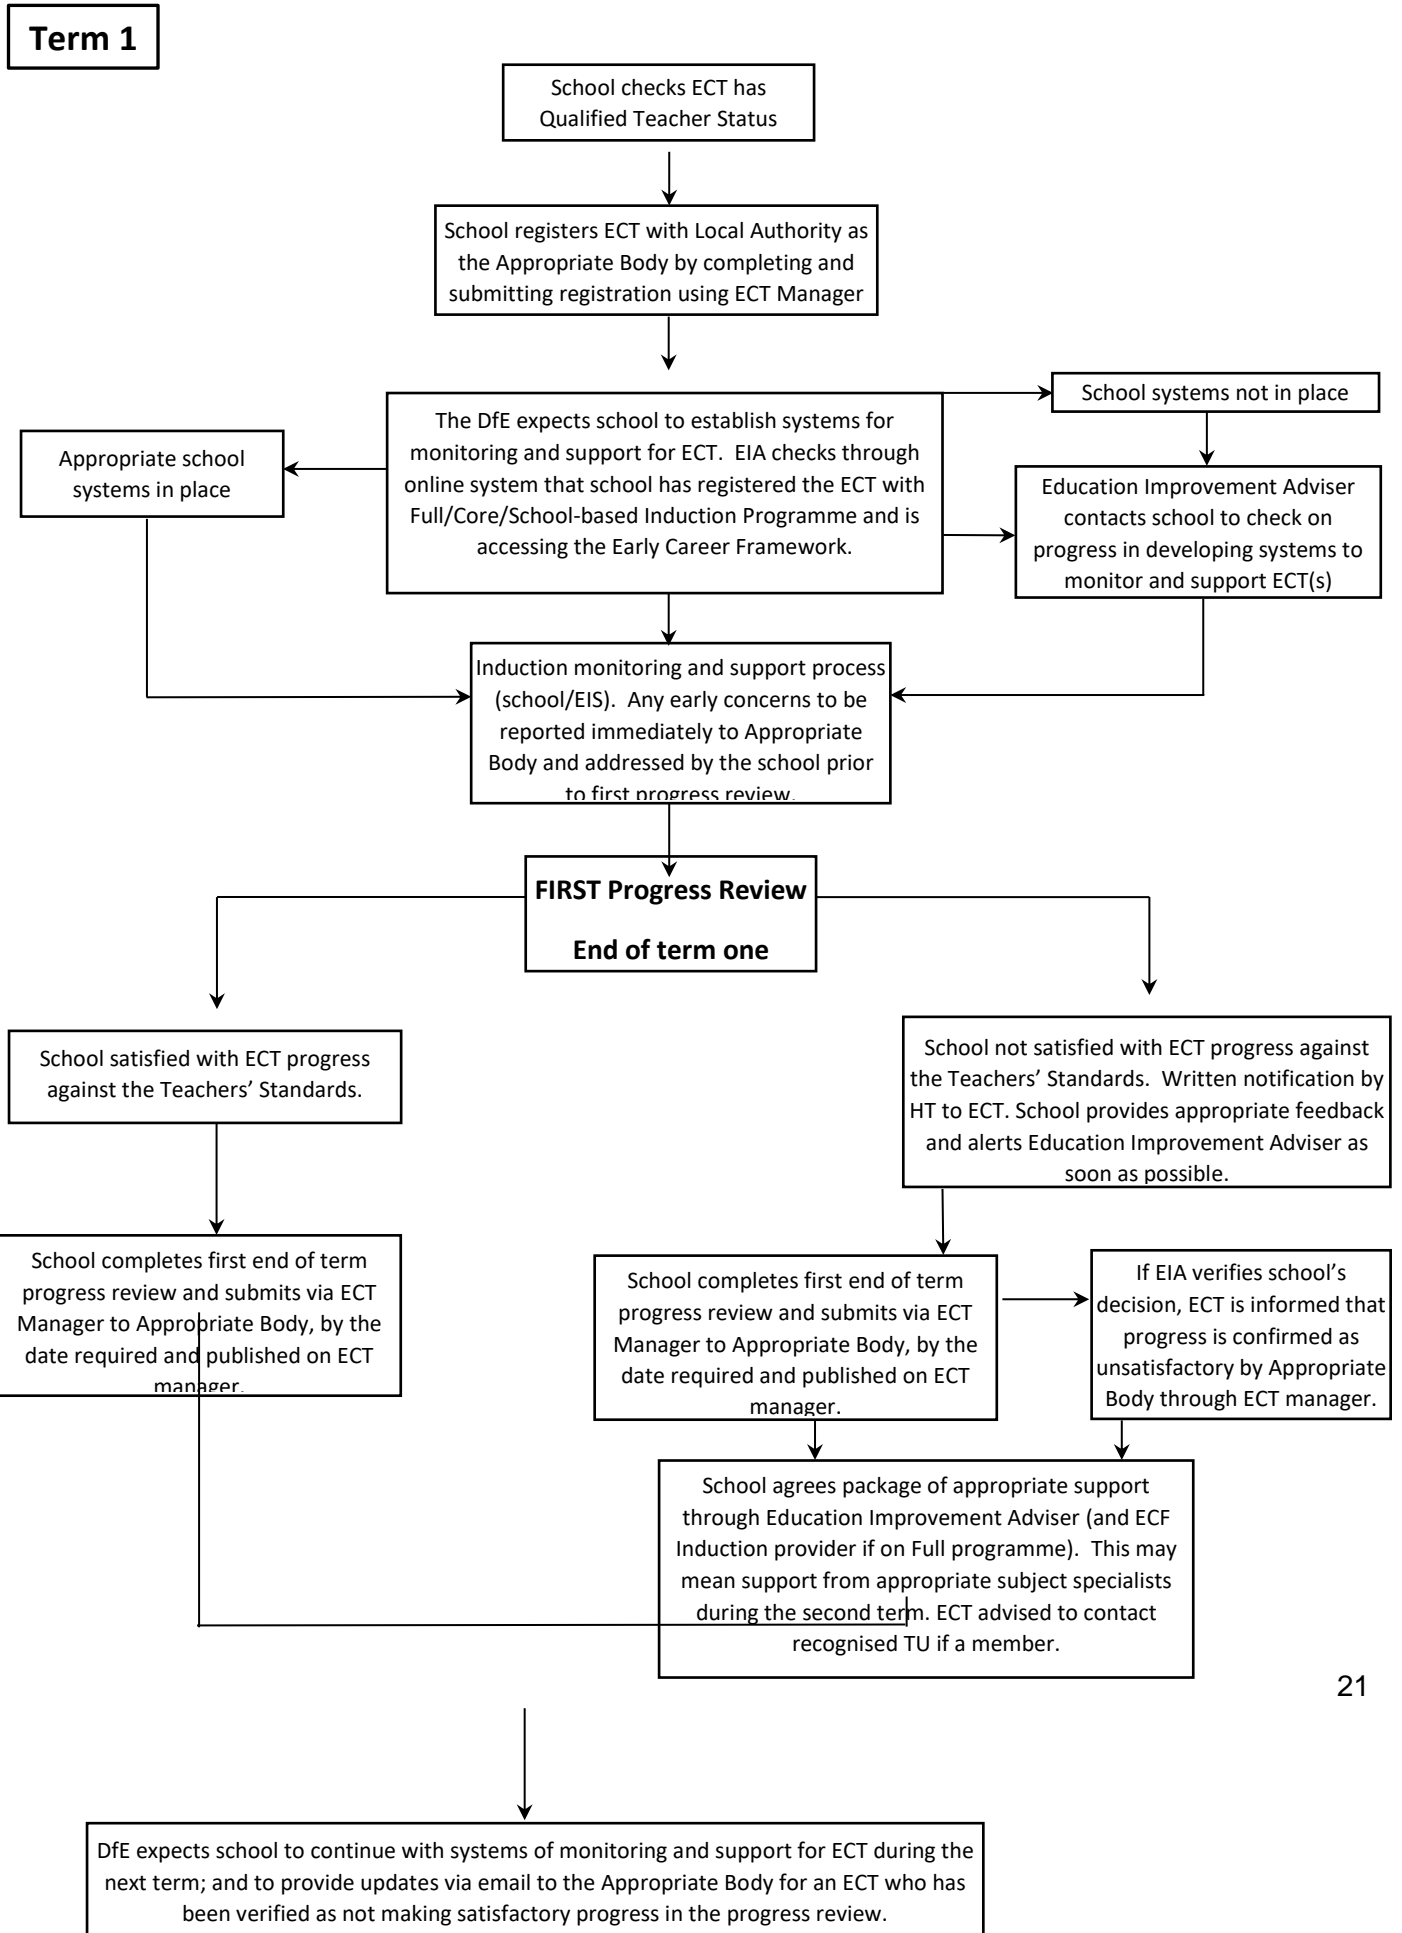 Term 1
School checks ECT has
Qualified Teacher Status
School registers ECT with Local Authority as
the Appropriate Body by completing and
submitting registration using ECT Manager
School systems not in place
The DfE expects school to establish systems for
monitoring and support for ECT.  EIA checks through
online system that school has registered the ECT with
Full/Core/School-based Induction Programme and is
accessing the Early Career Framework.
Appropriate school
systems in place
Education Improvement Adviser
contacts school to check on
progress in developing systems to
monitor and support ECT(s)
Induction monitoring and support process
(school/EIS).  Any early concerns to be
reported immediately to Appropriate
Body and addressed by the school prior
to first progress review.
FIRST Progress Review
End of term one
School satisfied with ECT progress
against the Teachers’ Standards.
School not satisfied with ECT progress against
the Teachers’ Standards.  Written notification by
HT to ECT. School provides appropriate feedback
and alerts Education Improvement Adviser as
soon as possible.
School completes first end of term
progress review and submits via ECT
Manager to Appropriate Body, by the
date required and published on ECT
manager.
School completes first end of term
progress review and submits via ECT
Manager to Appropriate Body, by the
date required and published on ECT
manager.
If EIA verifies school’s
decision, ECT is informed that
progress is confirmed as
unsatisfactory by Appropriate
Body through ECT manager.
School agrees package of appropriate support
through Education Improvement Adviser (and ECF
Induction provider if on Full programme).  This may
mean support from appropriate subject specialists
during the second term. ECT advised to contact
recognised TU if a member.
21
DfE expects school to continue with systems of monitoring and support for ECT during the
next term; and to provide updates via email to the Appropriate Body for an ECT who has
been verified as not making satisfactory progress in the progress review.